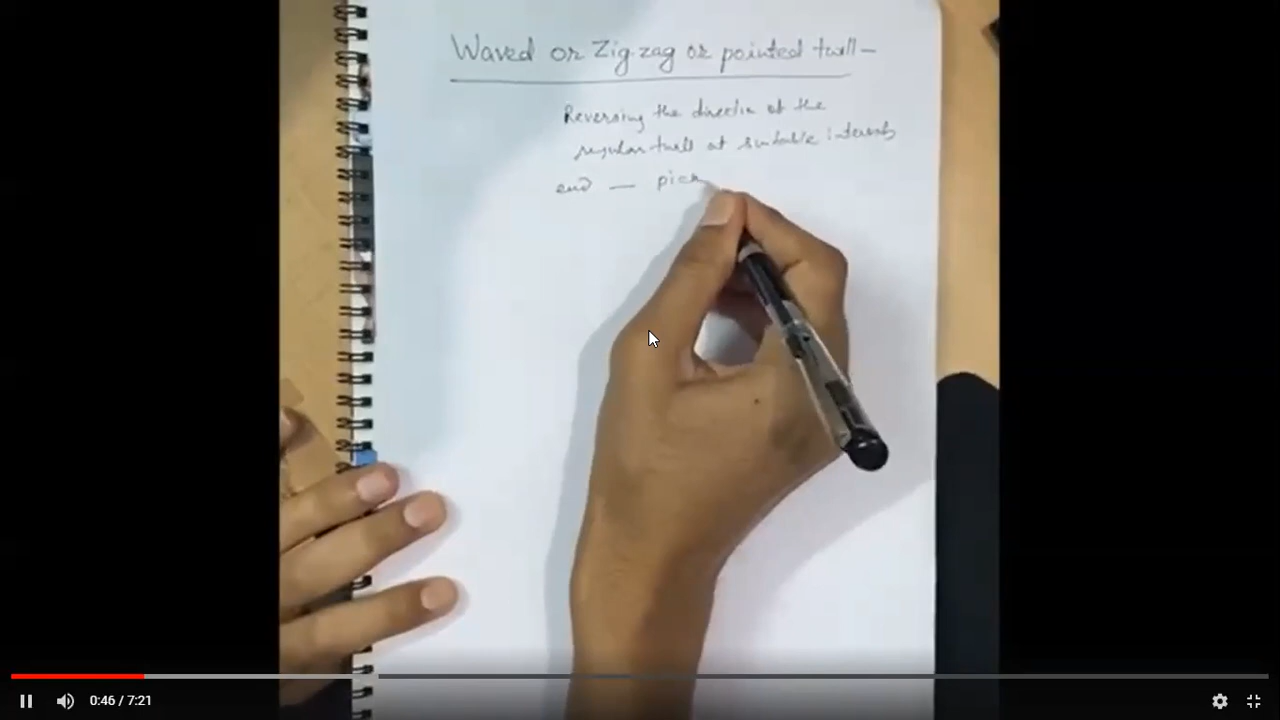 Waved or Zig-zag or pointed twill -
Reversing the direction of the
regular twill at suitable intervals
end — pick
0:46 / 7:21